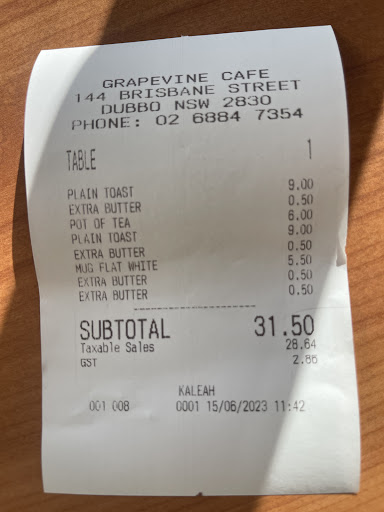 GRAPEVINE CAFE
144 BRISBANE STREET
DUBBO NSW 2830
PHONE: 02 6884 7354
TABLE 1
PLAIN TOAST 9.00
EXTRA BUTTER 0.50
POT OF TEA 6.00
PLAIN TOAST 9.00
EXTRA BUTTER 0.50
MUG FLAT WHITE 5.50
EXTRA BUTTER 0.50
EXTRA BUTTER 0.50
SUBTOTAL 31.50
Taxable Sales 28.64
GST 2.86
KALEAH
001 008 0001 15/06/2023 11:42